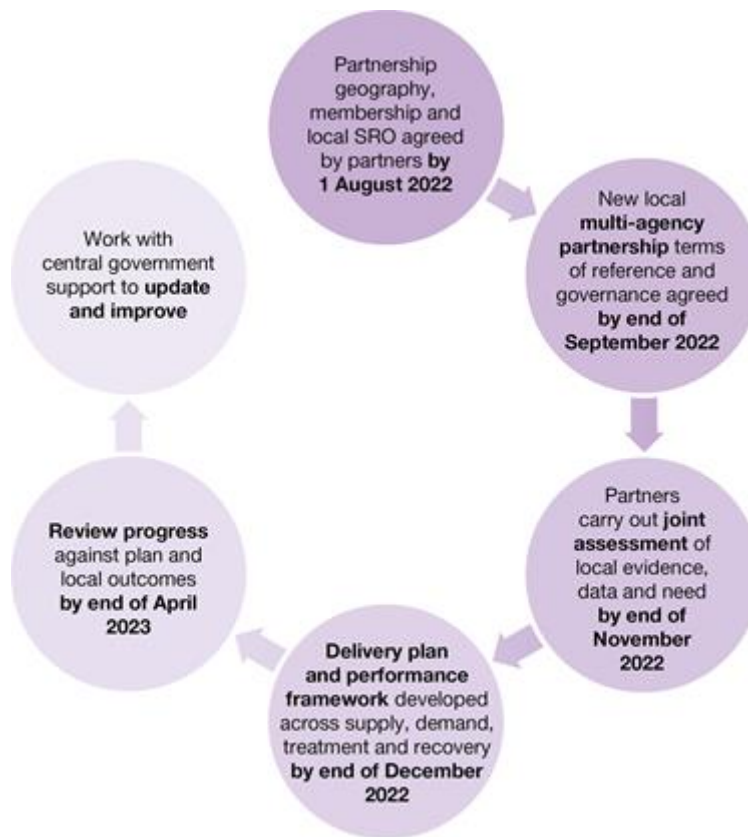 Partnership
geography,
membership and
local SRO agreed
by partners by
1 August 2022
New local
multi-agency
partnership terms
of reference and
governance agreed
by end of
September 2022
Partners
carry out joint
assessment of
local evidence,
data and need
by end of
November
2022
Delivery plan
and performance
framework developed
across supply, demand,
treatment and recovery
by end of December
2022
Review progress
against plan and
local outcomes
by end of April
2023
Work with
central government
support to update
and improve